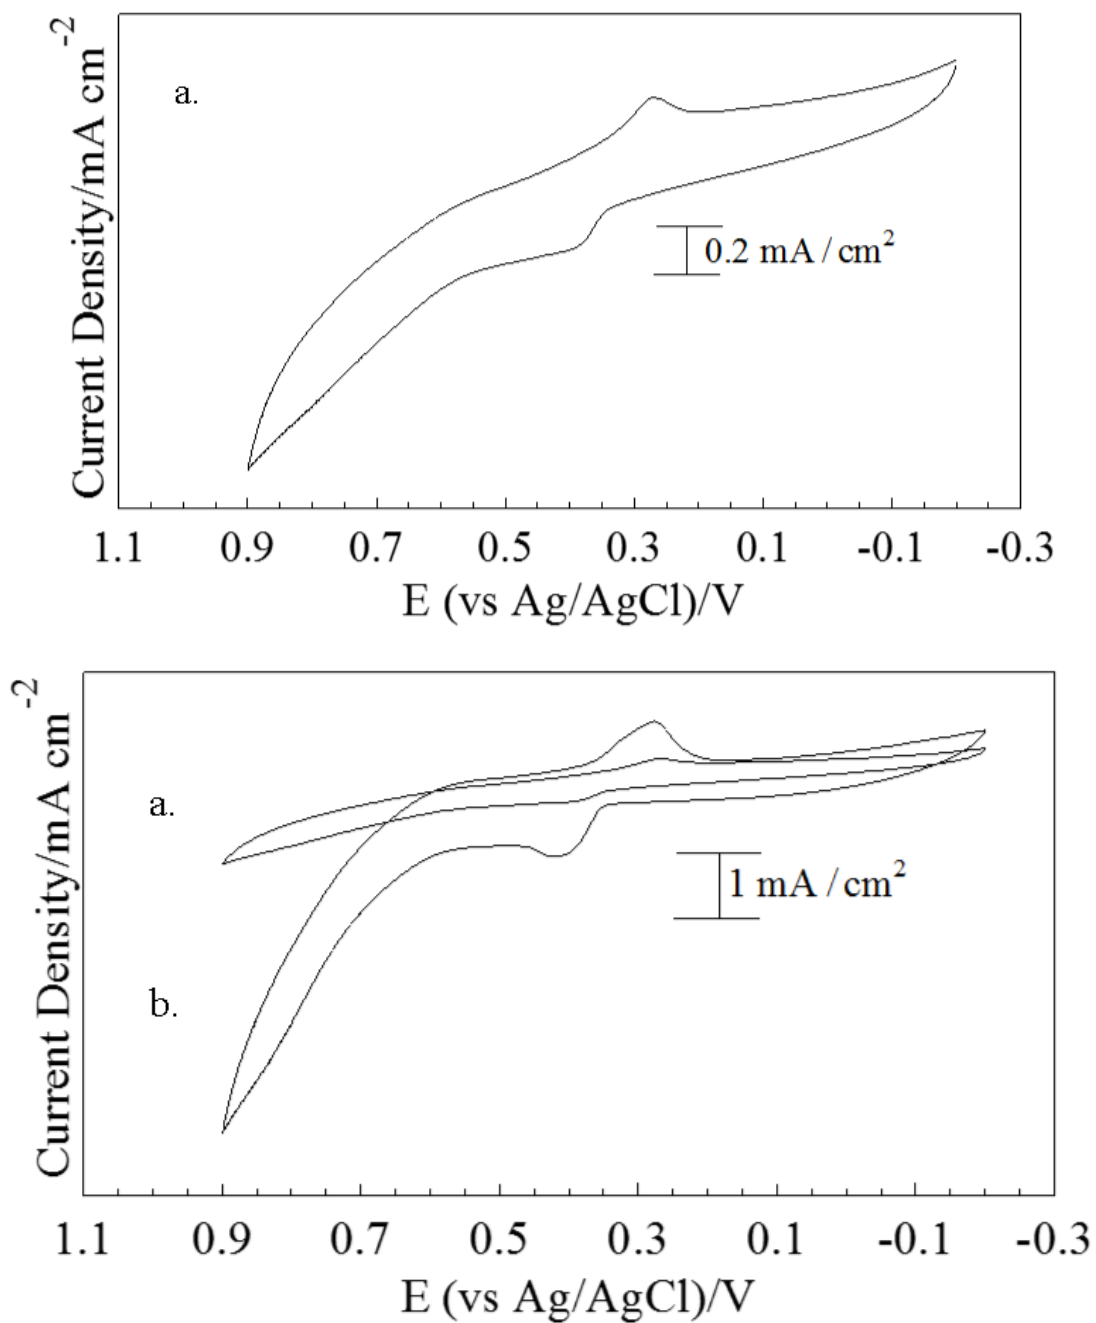 Current Density/mA cm⁻²
a.
0.2 mA / cm²
1.1 0.9 0.7 0.5 0.3 0.1 -0.1 -0.3
E (vs Ag/AgCl)/V
Current Density/mA cm⁻²
a.
1 mA / cm²
b.
1.1 0.9 0.7 0.5 0.3 0.1 -0.1 -0.3
E (vs Ag/AgCl)/V